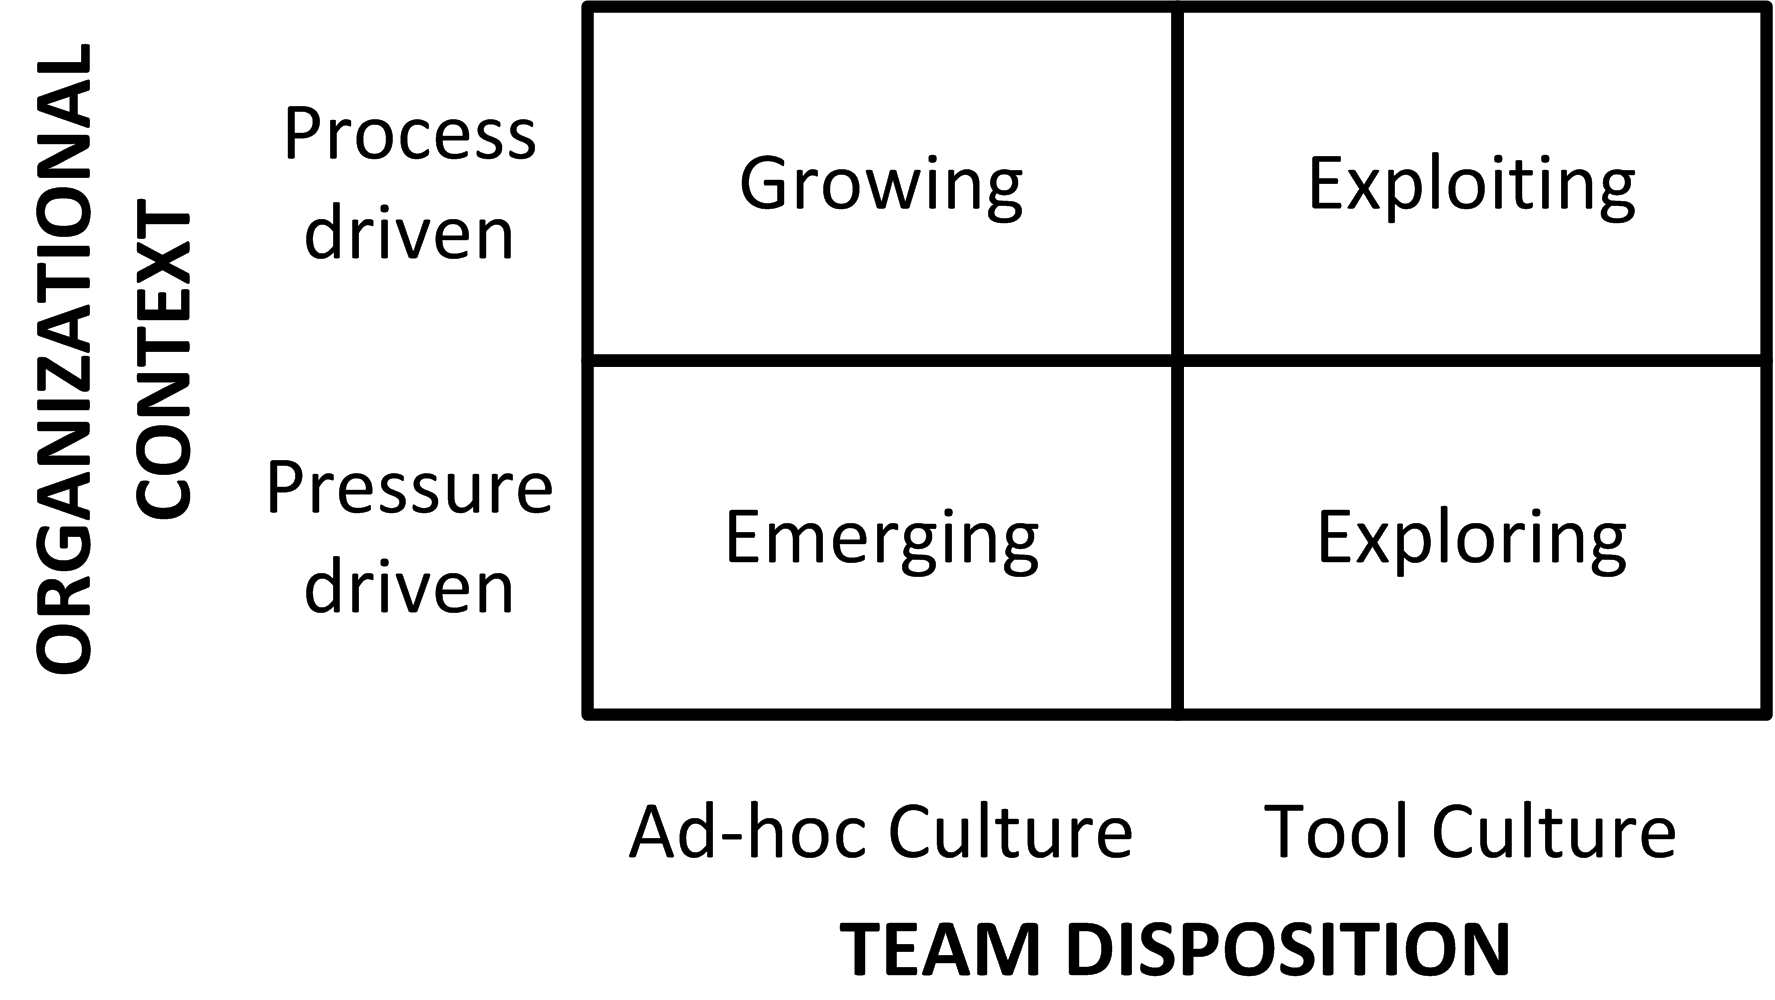 ORGANIZATIONAL
CONTEXT
Process
driven
Growing
Exploiting
Pressure
driven
Emerging
Exploring
Ad-hoc Culture
Tool Culture
TEAM DISPOSITION